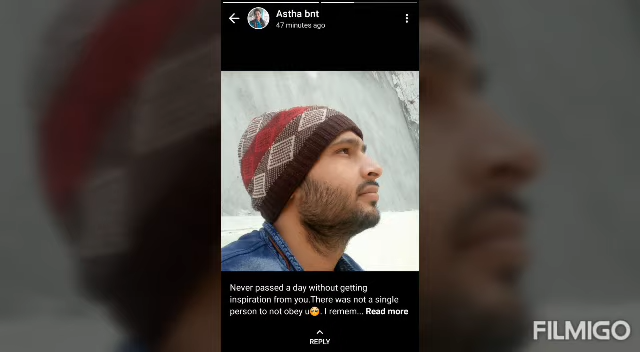 Astha bnt
47 minutes ago
Never passed a day without getting
inspiration from you.There was not a single
person to not obey u🥰. I remem... Read more
REPLY
FILMIGO